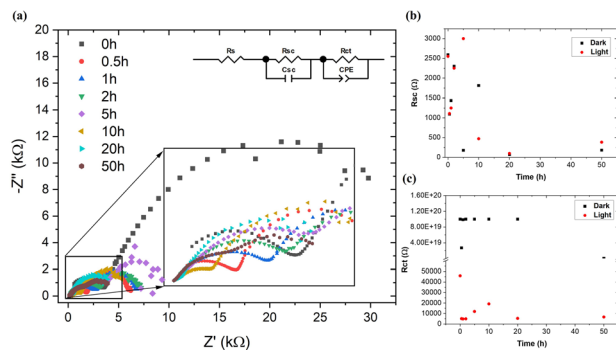 (a)
-Z'' (kΩ)
-20
-18
-16
-14
-12
-10
-8
-6
-4
-2
0
2
0h
0.5h
1h
2h
5h
10h
20h
50h
Rs
Rsc
Csc
Rct
CPE
0 5 10 15 20 25 30
Z' (kΩ)
(b)
Rsc (Ω)
3000
2500
2000
1500
1000
500
0
Dark
Light
0 10 20 30 40 50
Time (h)
(c)
Rct (Ω)
1.60E+20
1.20E+20
8.00E+19
4.00E+19
50000
40000
30000
20000
10000
0
Dark
Light
0 10 20 30 40 50
Time (h)